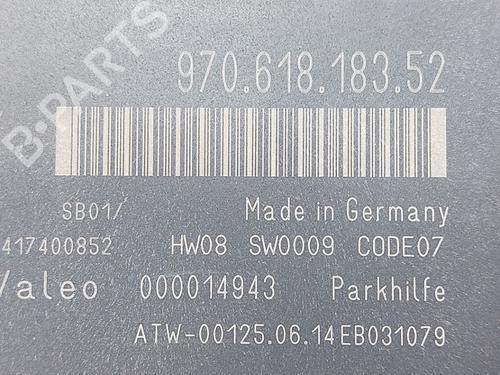 970.618.183.52
SB01/ Made in Germany
417400852 HW08 SW0009 CODE07
Valeo 000014943 Parkhilfe
ATW-00125.06.14EB031079
B-PARTS